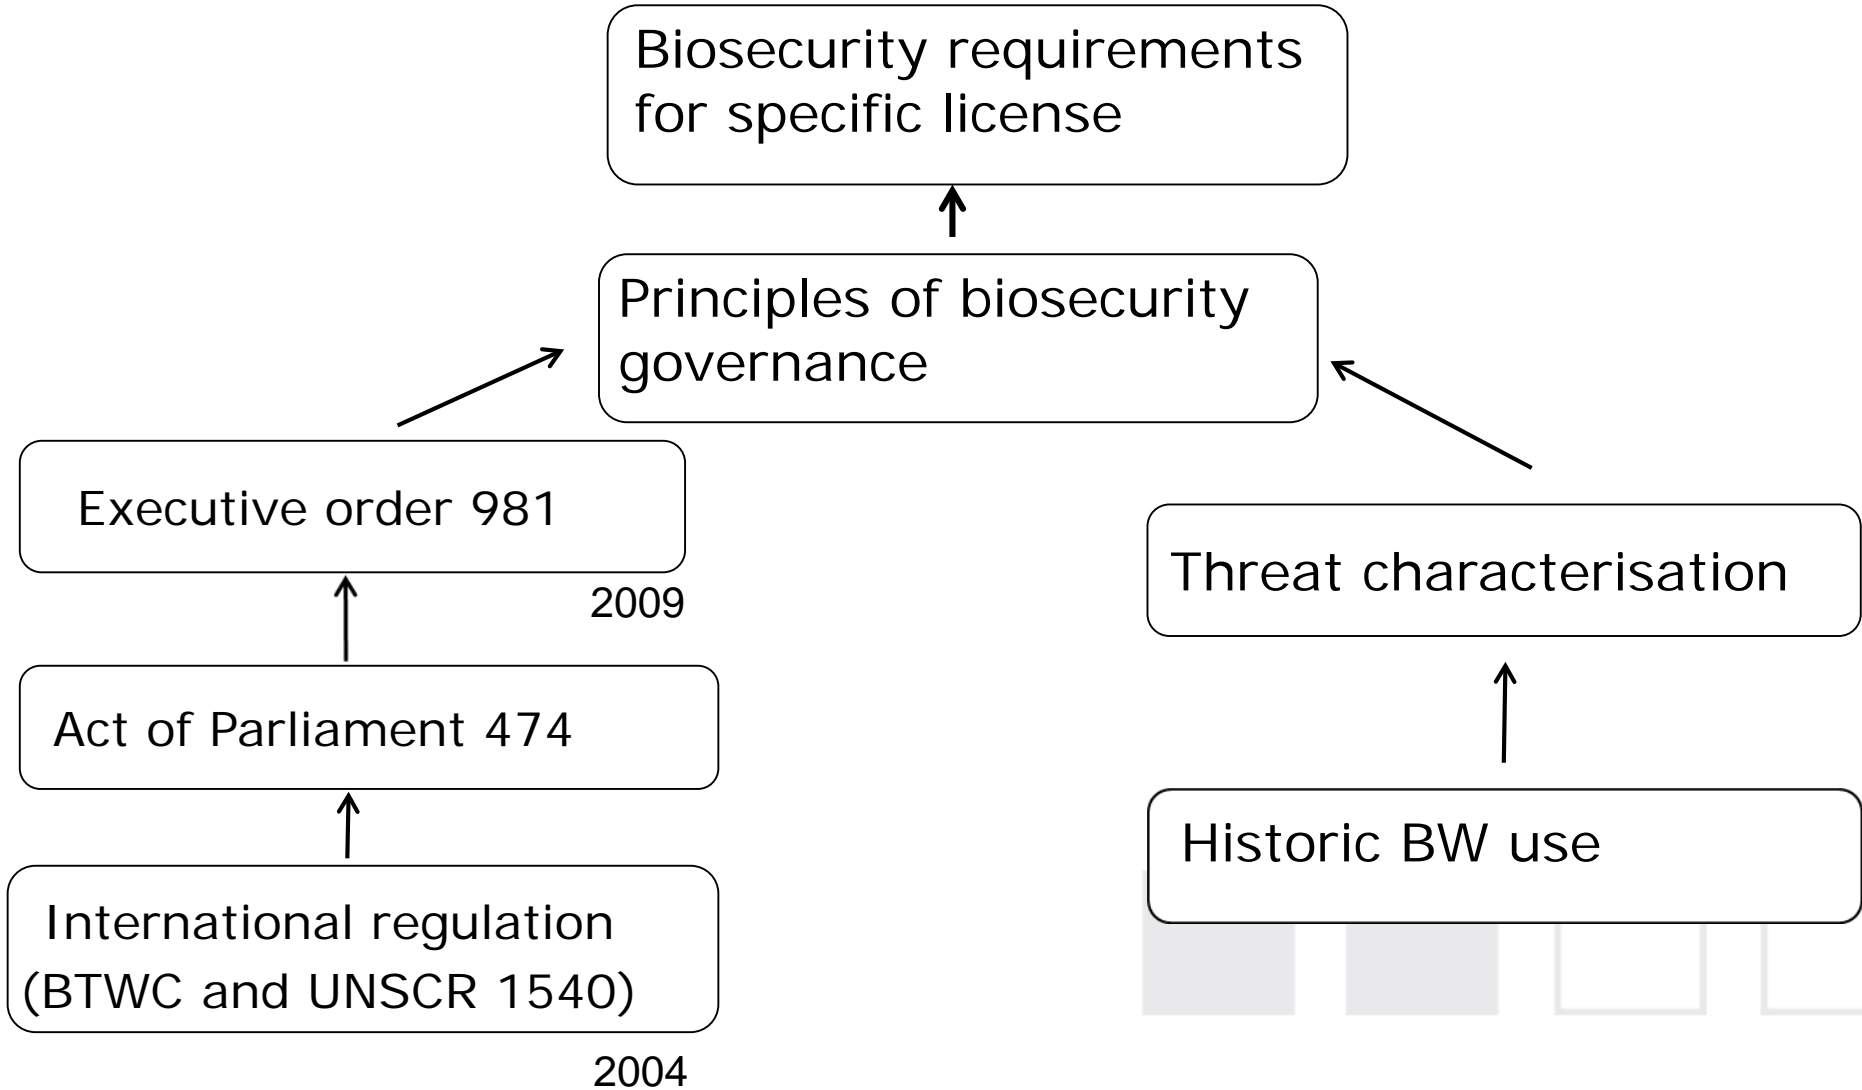 Biosecurity requirements
for specific license
Principles of biosecurity
governance
Executive order 981
2009
Threat characterisation
Act of Parliament 474
Historic BW use
International regulation
(BTWC and UNSCR 1540)
2004